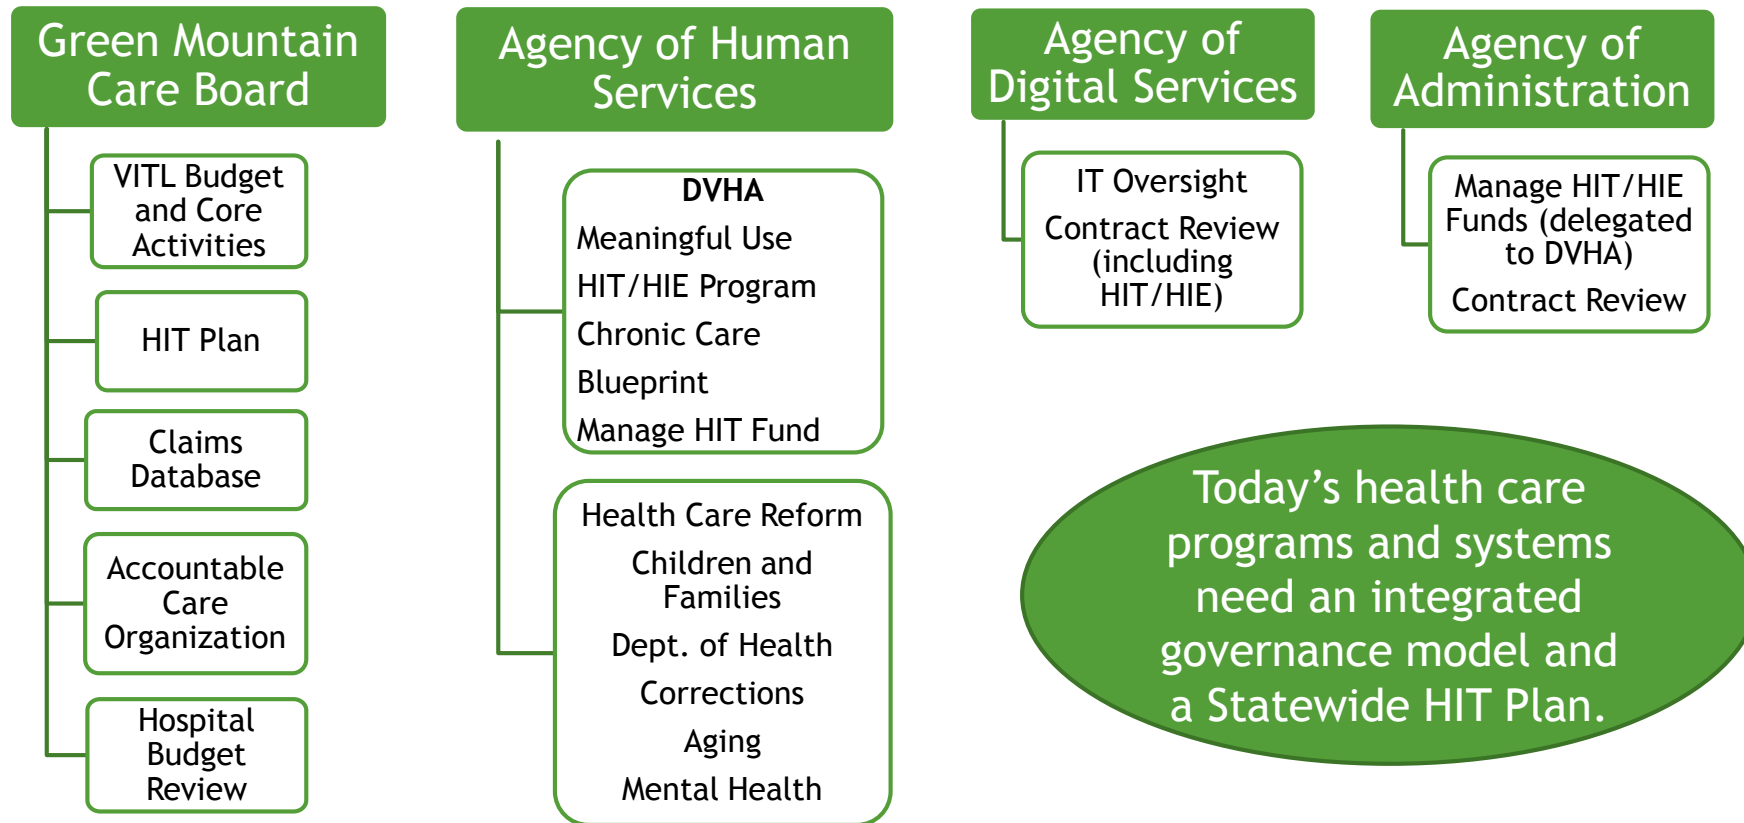 Green Mountain
Care Board
VITL Budget
and Core
Activities
HIT Plan
Claims
Database
Accountable
Care
Organization
Hospital
Budget
Review
Agency of Human
Services
DVHA
Meaningful Use
HIT/HIE Program
Chronic Care
Blueprint
Manage HIT Fund
Health Care Reform
Children and
Families
Dept. of Health
Corrections
Aging
Mental Health
Agency of
Digital Services
IT Oversight
Contract Review
(including
HIT/HIE)
Agency of
Administration
Manage HIT/HIE
Funds (delegated
to DVHA)
Contract Review
Today’s health care
programs and systems
need an integrated
governance model and
a Statewide HIT Plan.